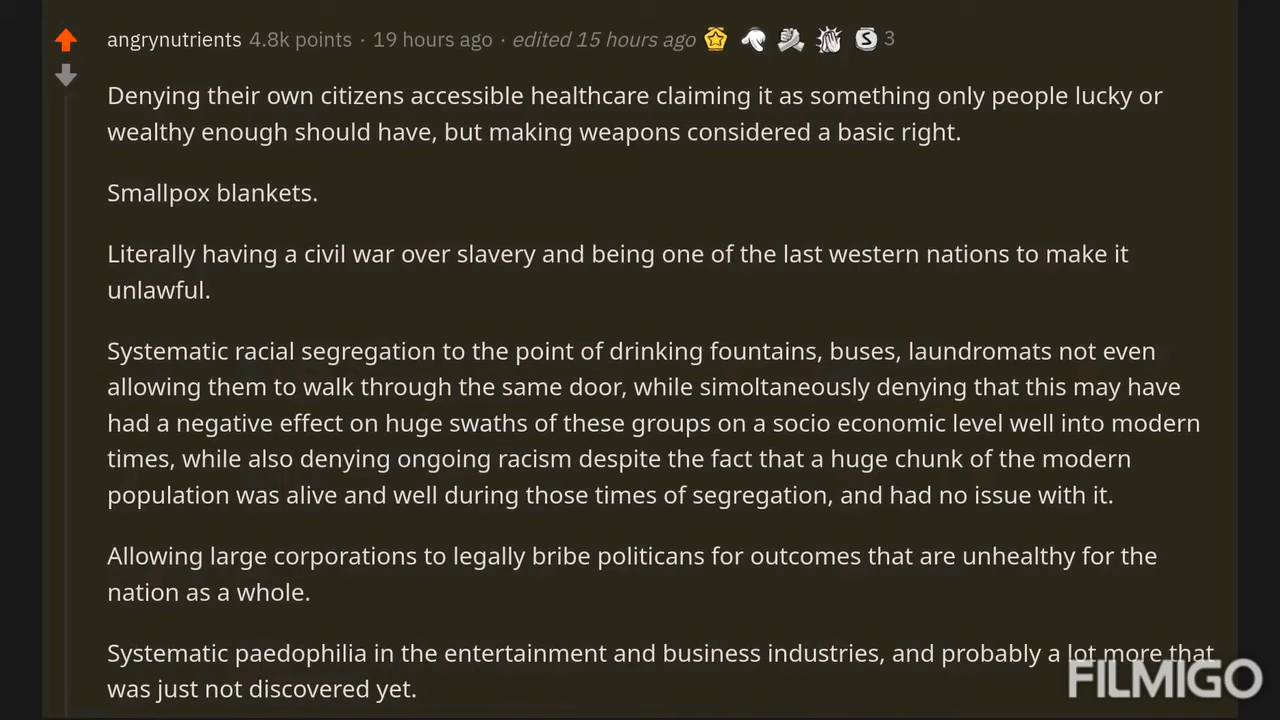 angrynutrients 4.8k points · 19 hours ago · edited 15 hours ago S 3
Denying their own citizens accessible healthcare claiming it as something only people lucky or
wealthy enough should have, but making weapons considered a basic right.
Smallpox blankets.
Literally having a civil war over slavery and being one of the last western nations to make it
unlawful.
Systematic racial segregation to the point of drinking fountains, buses, laundromats not even
allowing them to walk through the same door, while simoltaneously denying that this may have
had a negative effect on huge swaths of these groups on a socio economic level well into modern
times, while also denying ongoing racism despite the fact that a huge chunk of the modern
population was alive and well during those times of segregation, and had no issue with it.
Allowing large corporations to legally bribe politicans for outcomes that are unhealthy for the
nation as a whole.
Systematic paedophilia in the entertainment and business industries, and probably a lot more that
was just not discovered yet.
FILMIGO